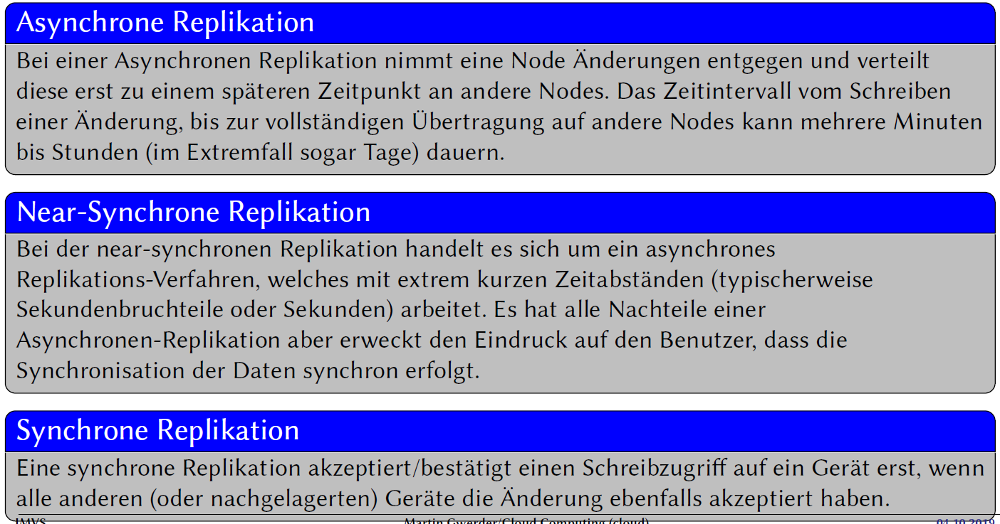 Asynchrone Replikation
Bei einer Asynchronen Replikation nimmt eine Node Änderungen entgegen und verteilt
diese erst zu einem späteren Zeitpunkt an andere Nodes. Das Zeitintervall vom Schreiben
einer Änderung, bis zur vollständigen Übertragung auf andere Nodes kann mehrere Minuten
bis Stunden (im Extremfall sogar Tage) dauern.
Near-Synchrone Replikation
Bei der near-synchronen Replikation handelt es sich um ein asynchrones
Replikations-Verfahren, welches mit extrem kurzen Zeitabständen (typischerweise
Sekundenbruchteile oder Sekunden) arbeitet. Es hat alle Nachteile einer
Asynchronen-Replikation aber erweckt den Eindruck auf den Benutzer, dass die
Synchronisation der Daten synchron erfolgt.
Synchrone Replikation
Eine synchrone Replikation akzeptiert/bestätigt einen Schreibzugriff auf ein Gerät erst, wenn
alle anderen (oder nachgelagerten) Geräte die Änderung ebenfalls akzeptiert haben.
IMVS Martin Gwerder/Cloud Computing (cloud) 04.10.2019